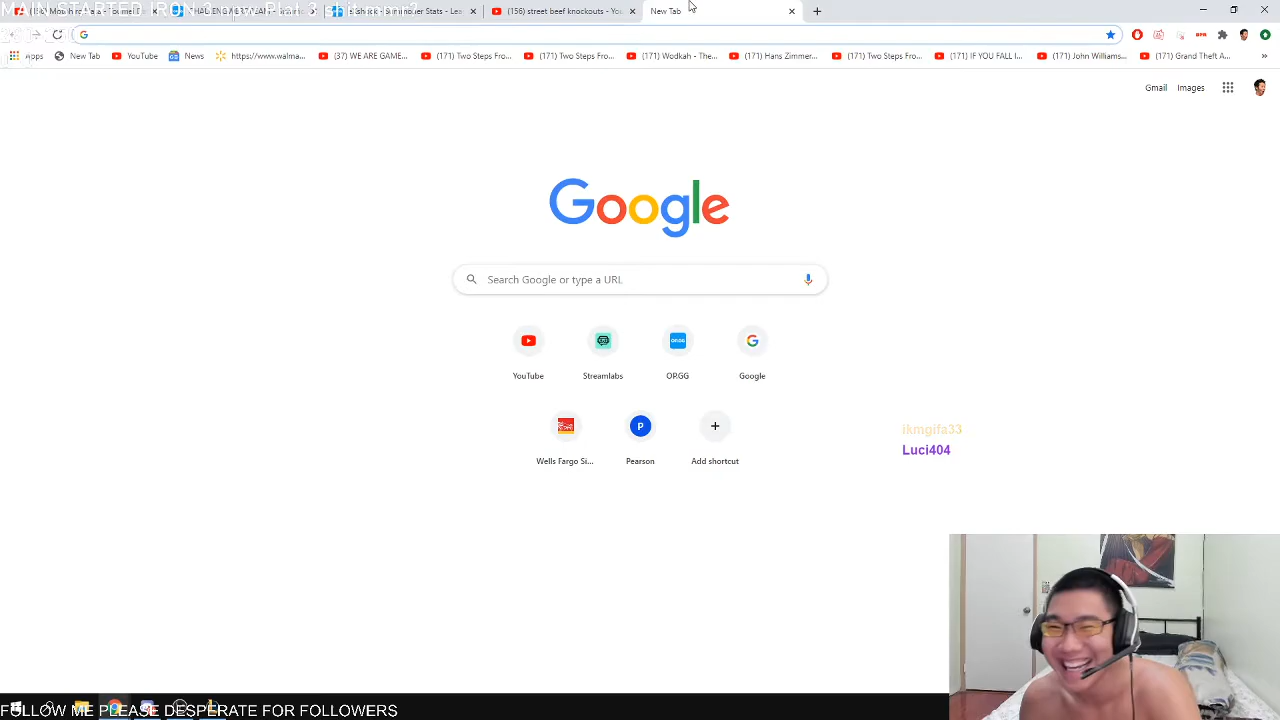 (156) street beef knockouts - You
New Tab
Apps
New Tab
YouTube
News
https://www.walma...
(37) WE ARE GAME...
(171) Two Steps Fro...
(171) Two Steps Fro...
(171) Wodkah - The...
(171) Hans Zimmer...
(171) Two Steps Fro...
(171) IF YOU FALL I...
(171) John Williams...
(171) Grand Theft A...
Gmail
Images
Google
Search Google or type a URL
YouTube
Streamlabs
OP.GG
OP.GG
Google
Wells Fargo Si...
P
Pearson
Add shortcut
ikmgifa33
Luci404
FOLLOW ME PLEASE DESPERATE FOR FOLLOWERS